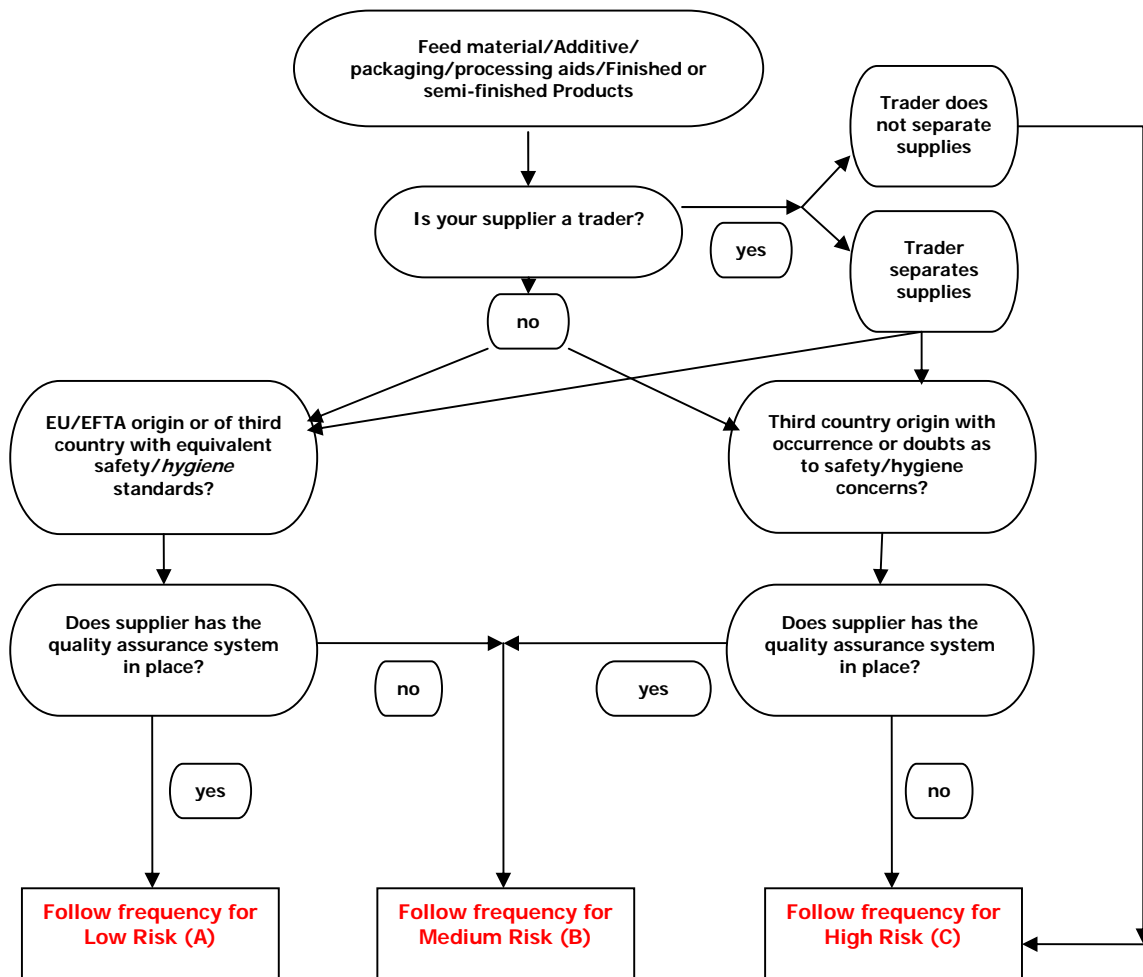 Feed material/Additive/
packaging/processing aids/Finished or
semi-finished Products
Trader does
not separate
supplies
Is your supplier a trader?
yes
Trader
separates
supplies
no
EU/EFTA origin or of third
country with equivalent
safety/hygiene
standards?
Third country origin with
occurrence or doubts as
to safety/hygiene
concerns?
Does supplier has the
quality assurance system
in place?
no
yes
Does supplier has the
quality assurance system
in place?
yes
no
Follow frequency for
Low Risk (A)
Follow frequency for
Medium Risk (B)
Follow frequency for
High Risk (C)